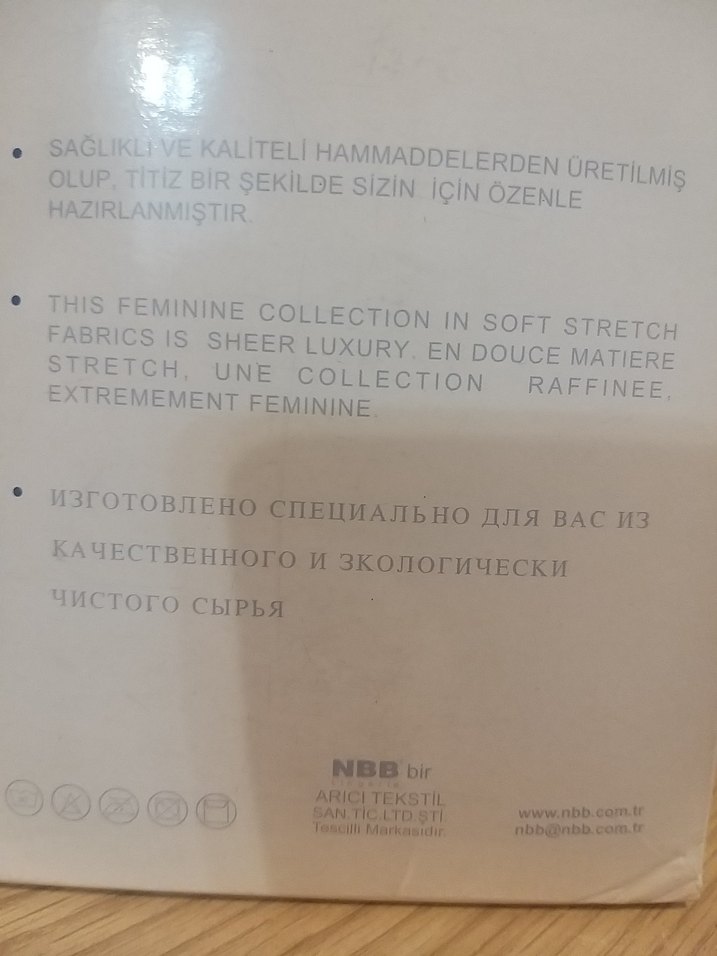 SAĞLIKLI VE KALİTELİ HAMMADDELERDEN ÜRETİLMİŞ
OLUP, TİTİZ BİR ŞEKİLDE SİZİN İÇİN ÖZENLE
HAZIRLANMIŞTIR.
THIS FEMININE COLLECTION IN SOFT STRETCH
FABRICS IS SHEER LUXURY. EN DOUCE MATIERE
STRETCH, UNE COLLECTION RAFFINEE,
EXTREMEMENT FEMININE.
ИЗГОТОВЛЕНО СПЕЦИАЛЬНО ДЛЯ ВАС ИЗ
КАЧЕСТВЕННОГО И ЗКОЛОГИЧЕСКИ
ЧИСТОГО СЫРЬЯ
NBB bir
lingerie
ARICI TEKSTİL
SAN.TİC.LTD.ŞTİ
Tescilli Markasıdır.
www.nbb.com.tr
nbb@nbb.com.tr